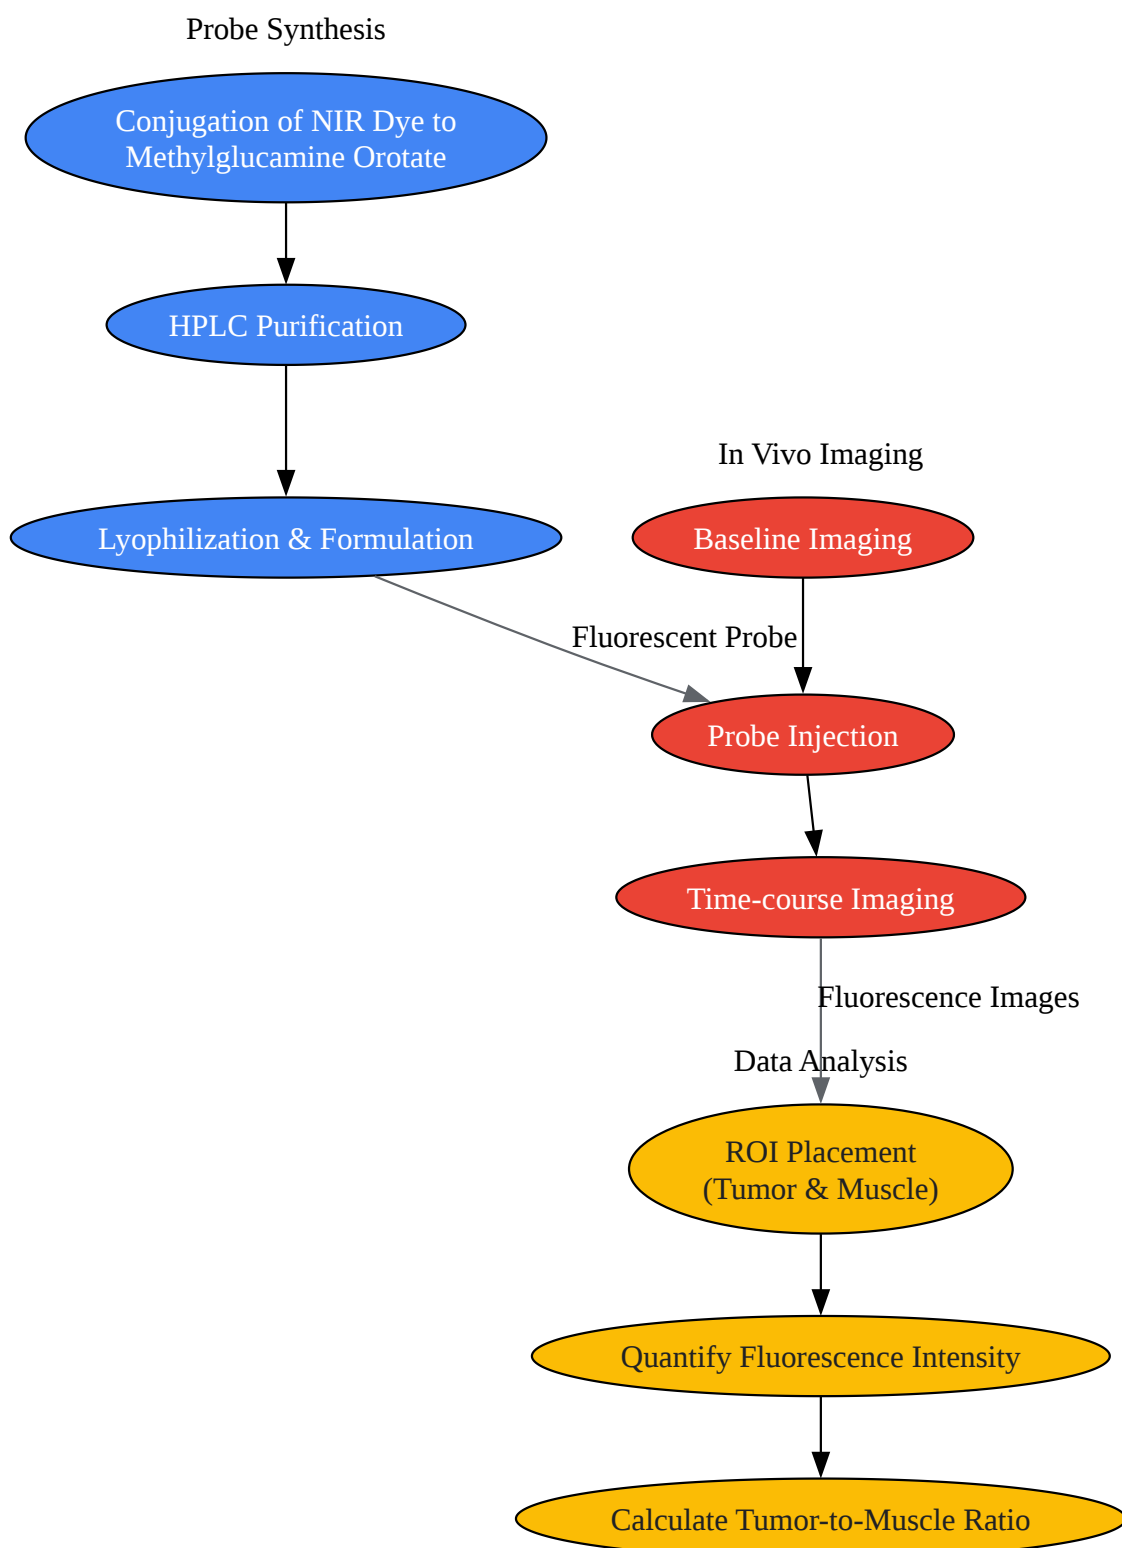 Probe Synthesis
Conjugation of NIR Dye to
Methylglucamine Orotate
HPLC Purification
Lyophilization & Formulation
In Vivo Imaging
Baseline Imaging
Fluorescent Probe
Probe Injection
Time-course Imaging
Fluorescence Images
Data Analysis
ROI Placement
(Tumor & Muscle)
Quantify Fluorescence Intensity
Calculate Tumor-to-Muscle Ratio